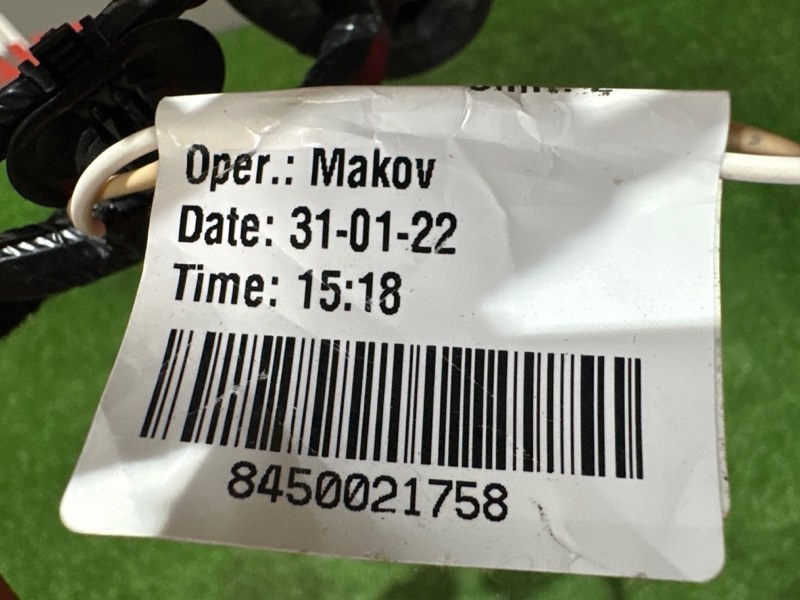 Oper.: Makov
Date: 31-01-22
Time: 15:18
8450021758